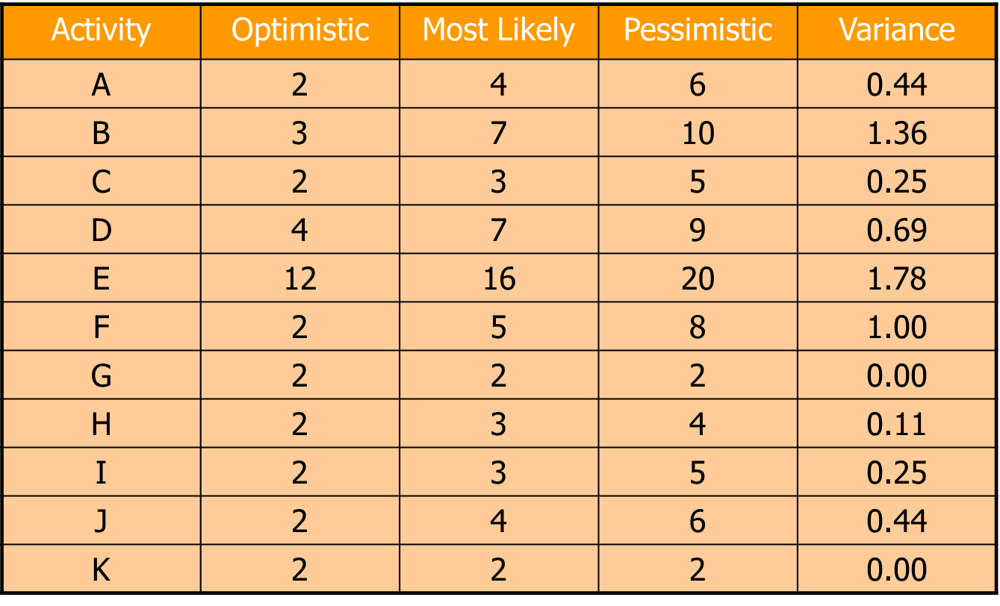 Activity Optimistic Most Likely Pessimistic Variance
A 2 4 6 0.44
B 3 7 10 1.36
C 2 3 5 0.25
D 4 7 9 0.69
E 12 16 20 1.78
F 2 5 8 1.00
G 2 2 2 0.00
H 2 3 4 0.11
I 2 3 5 0.25
J 2 4 6 0.44
K 2 2 2 0.00